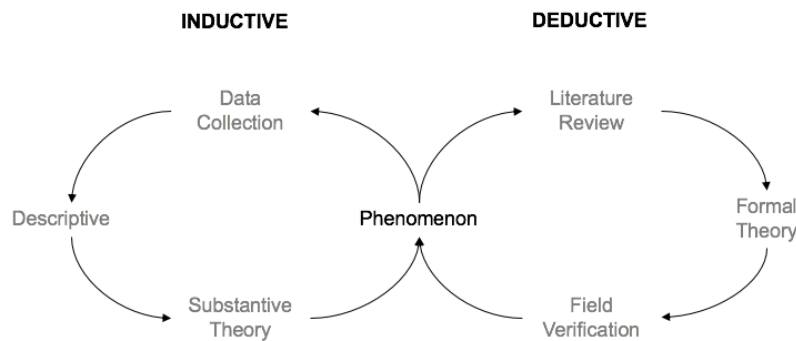 INDUCTIVE
DEDUCTIVE
Data
Collection
Literature
Review
Descriptive
Phenomenon
Formal
Theory
Substantive
Theory
Field
Verification